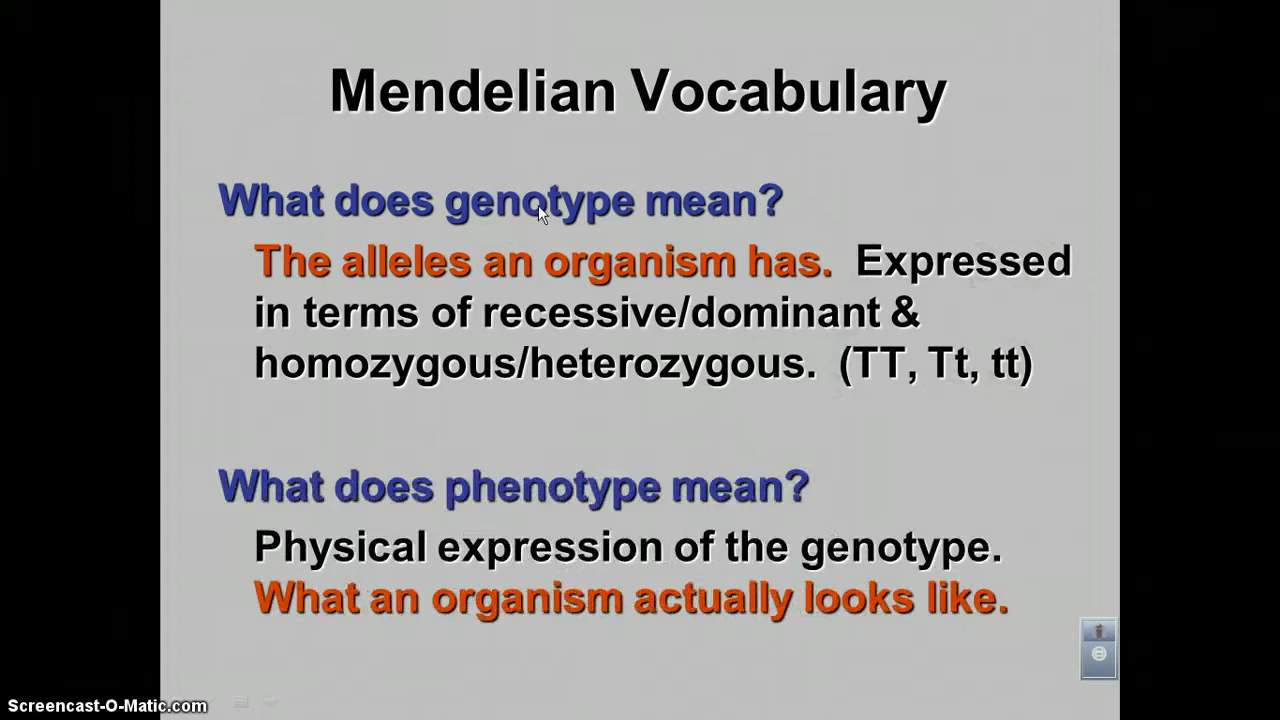 Mendelian Vocabulary
What does genotype mean?
The alleles an organism has. Expressed
in terms of recessive/dominant &
homozygous/heterozygous. (TT, Tt, tt)
What does phenotype mean?
Physical expression of the genotype.
What an organism actually looks like.
Screencast-O-Matic.com